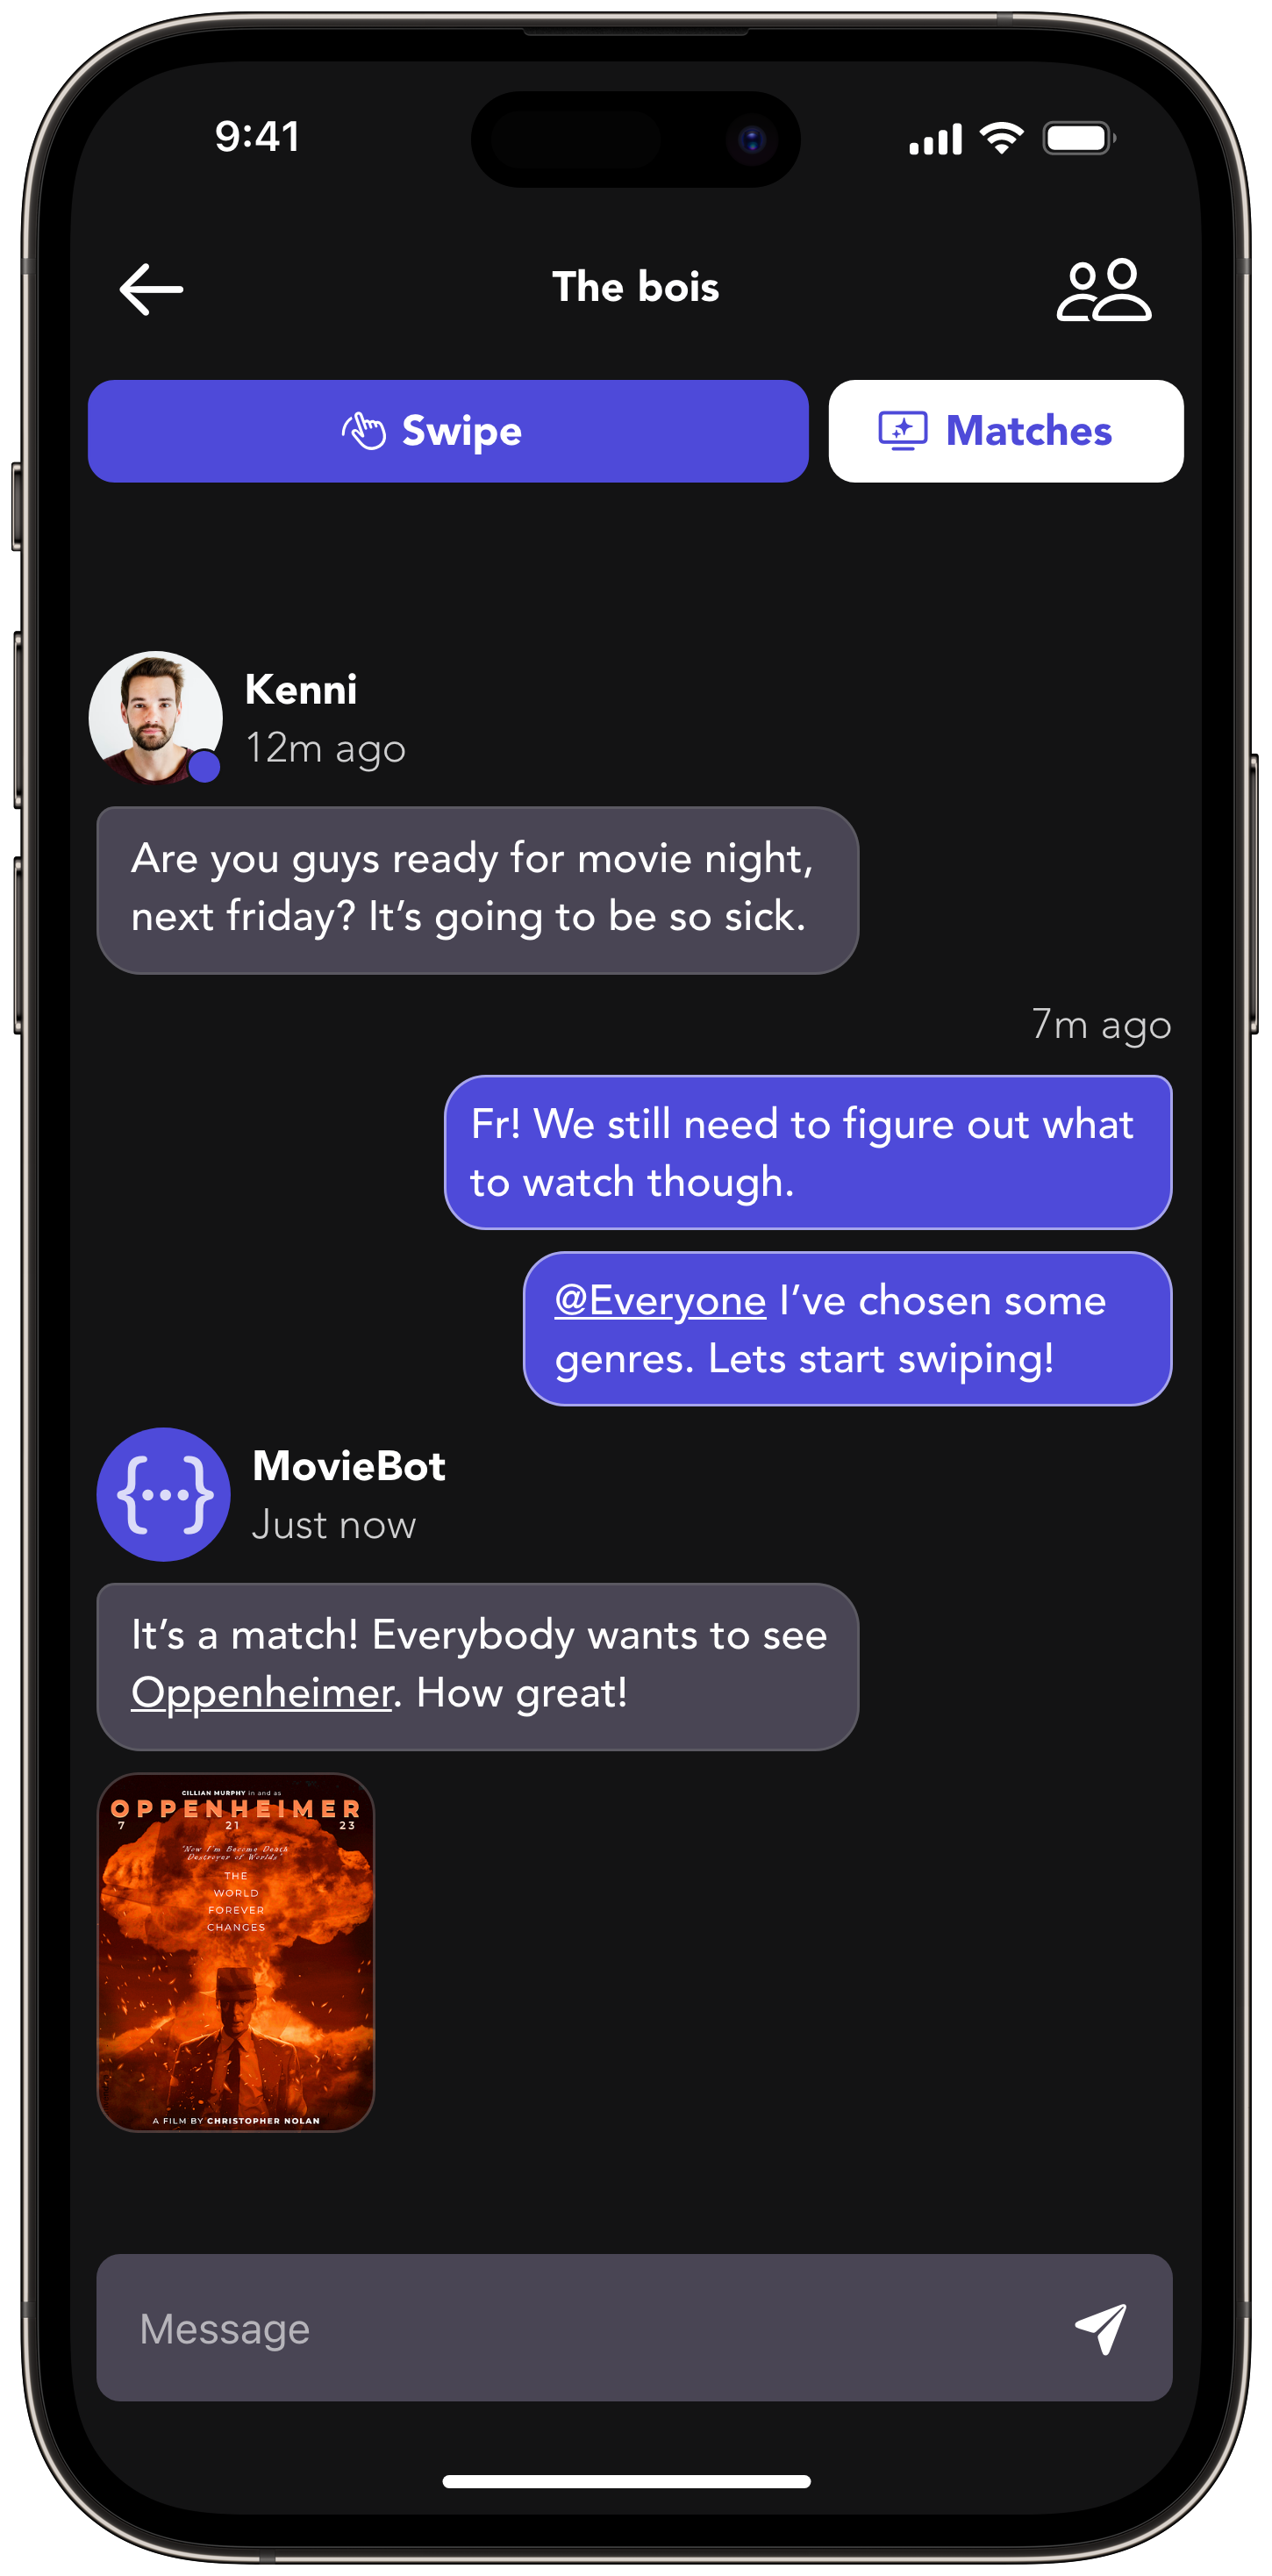 9:41
The bois
Swipe
Matches
Kenni
12m ago
Are you guys ready for movie night,
next friday? It’s going to be so sick.
7m ago
Fr! We still need to figure out what
to watch though.
@Everyone I’ve chosen some
genres. Lets start swiping!
MovieBot
Just now
It’s a match! Everybody wants to see
Oppenheimer. How great!
CILLIAN MURPHY in and as
OPPENHEIMER
7 21 23
"Now I'm Become Death
Destroyer of Worlds"
THE
WORLD
FOREVER
CHANGES
A FILM BY CHRISTOPHER NOLAN
Message